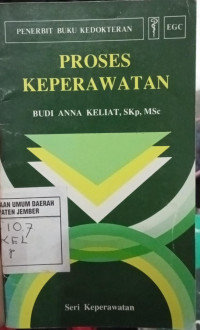 PENERBIT BUKU KEDOKTERAN
EGC
PROSES
KEPERAWATAN
BUDI ANNA KELIAT, SKp, MSc
AAN UMUM DAERAH
PATEN JEMBER
107
KEL
P
Seri Keperawatan